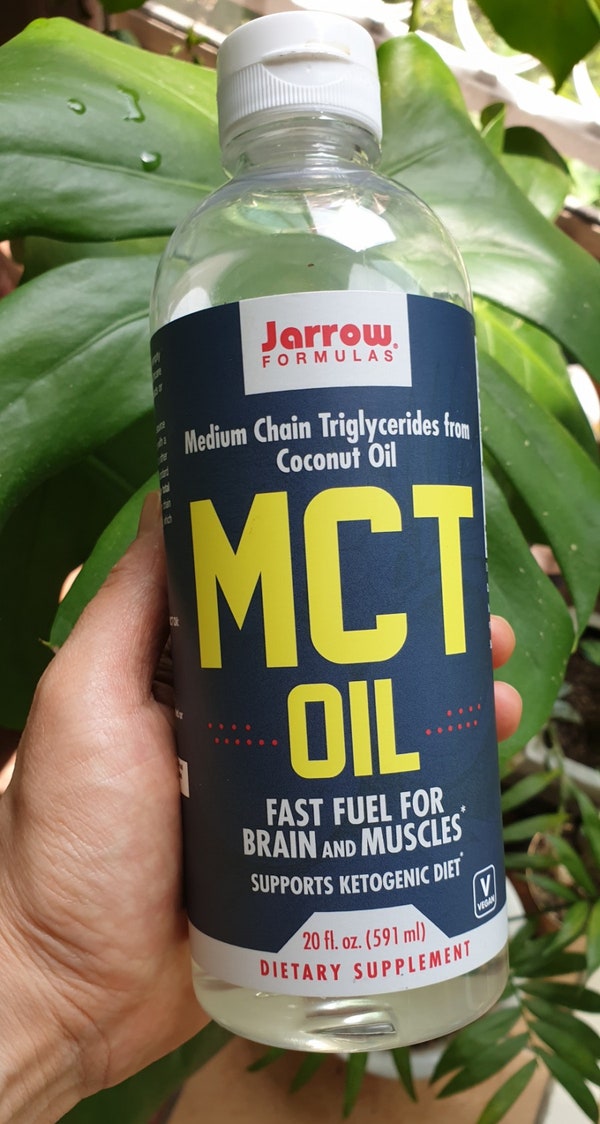 Jarrow®
FORMULAS
Medium Chain Triglycerides from
Coconut Oil
MCT
OIL
FAST FUEL FOR
BRAIN AND MUSCLES*
SUPPORTS KETOGENIC DIET*
V
VEGAN
20 fl. oz. (591 ml)
DIETARY SUPPLEMENT